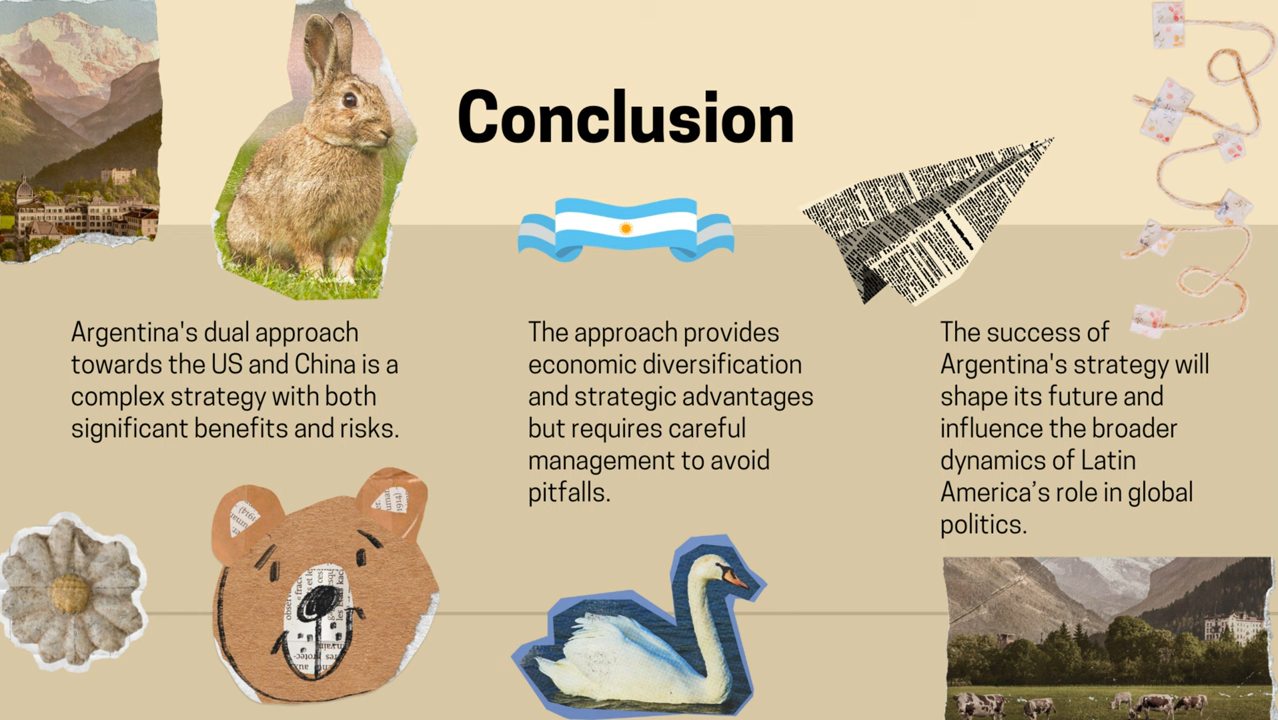 Conclusion
Argentina's dual approach
towards the US and China is a
complex strategy with both
significant benefits and risks.
The approach provides
economic diversification
and strategic advantages
but requires careful
management to avoid
pitfalls.
The success of
Argentina's strategy will
shape its future and
influence the broader
dynamics of Latin
America’s role in global
politics.